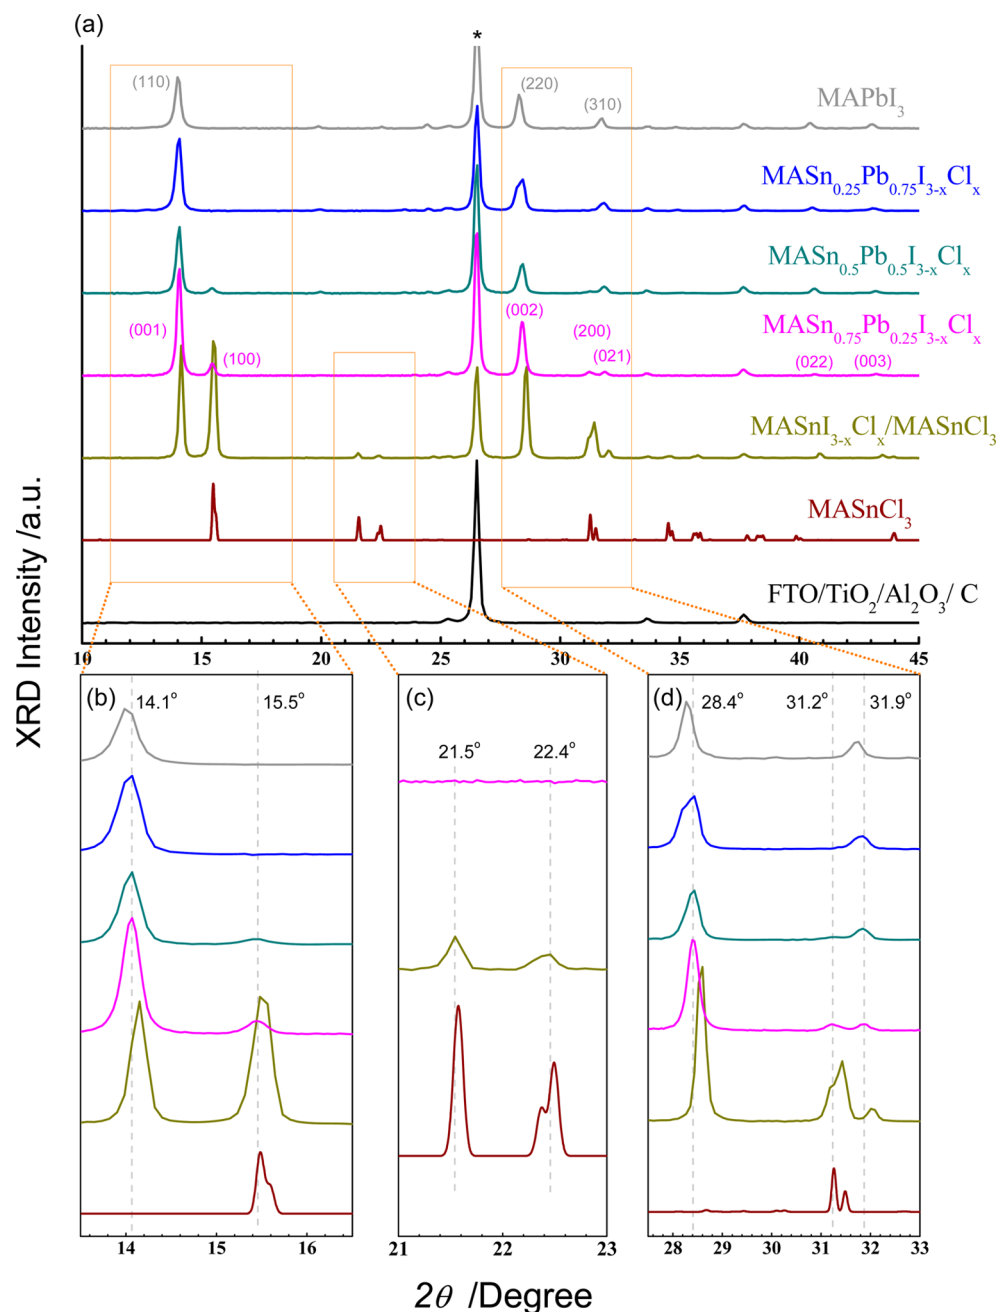 (a)
*
(110)
(220)
(310)
MAPbI₃
MASn₀.₂₅Pb₀.₇₅I₃₋ₓClₓ
MASn₀.₅Pb₀.₅I₃₋ₓClₓ
MASn₀.₇₅Pb₀.₂₅I₃₋ₓClₓ
(001)
(100)
(002)
(200)
(021)
(022)
(003)
MASnI₃₋ₓClₓ/MASnCl₃
MASnCl₃
FTO/TiO₂/Al₂O₃/ C
10 15 20 25 30 35 40 45
XRD Intensity /a.u.
(b) 14.1° 15.5°
14 15 16
(c)
21.5° 22.4°
21 22 23
(d) 28.4° 31.2° 31.9°
28 29 30 31 32 33
2θ /Degree